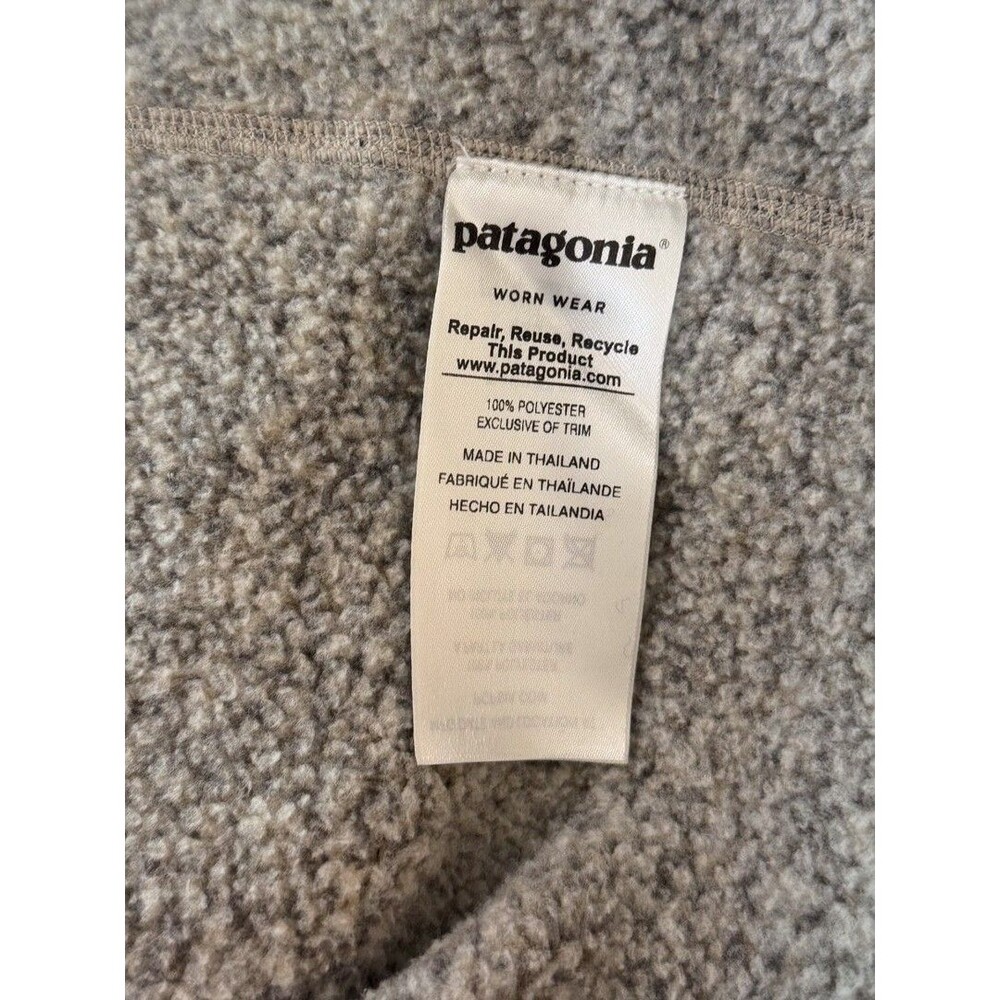 patagonia®
WORN WEAR
Repair, Reuse, Recycle
This Product
www.patagonia.com
100% POLYESTER
EXCLUSIVE OF TRIM
MADE IN THAILAND
FABRIQUÉ EN THAÏLANDE
HECHO EN TAILANDIA